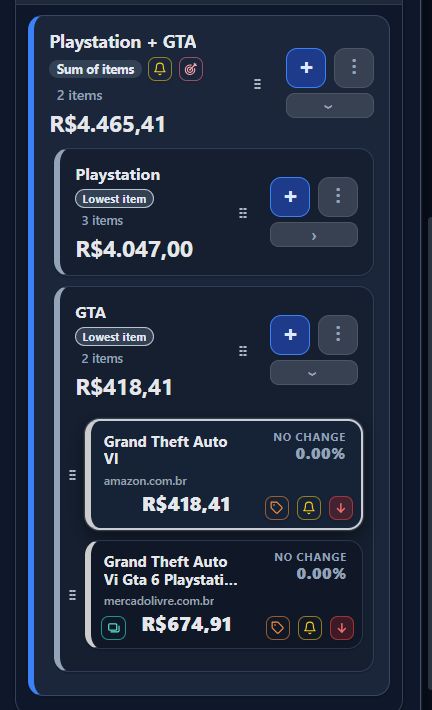 Playstation + GTA
Sum of items
2 items
R$4.465,41
Playstation
Lowest item
3 items
R$4.047,00
GTA
Lowest item
2 items
R$418,41
Grand Theft Auto
VI
NO CHANGE
0.00%
amazon.com.br
R$418,41
Grand Theft Auto
Vi Gta 6 Playstati...
NO CHANGE
0.00%
mercadolivre.com.br
R$674,91